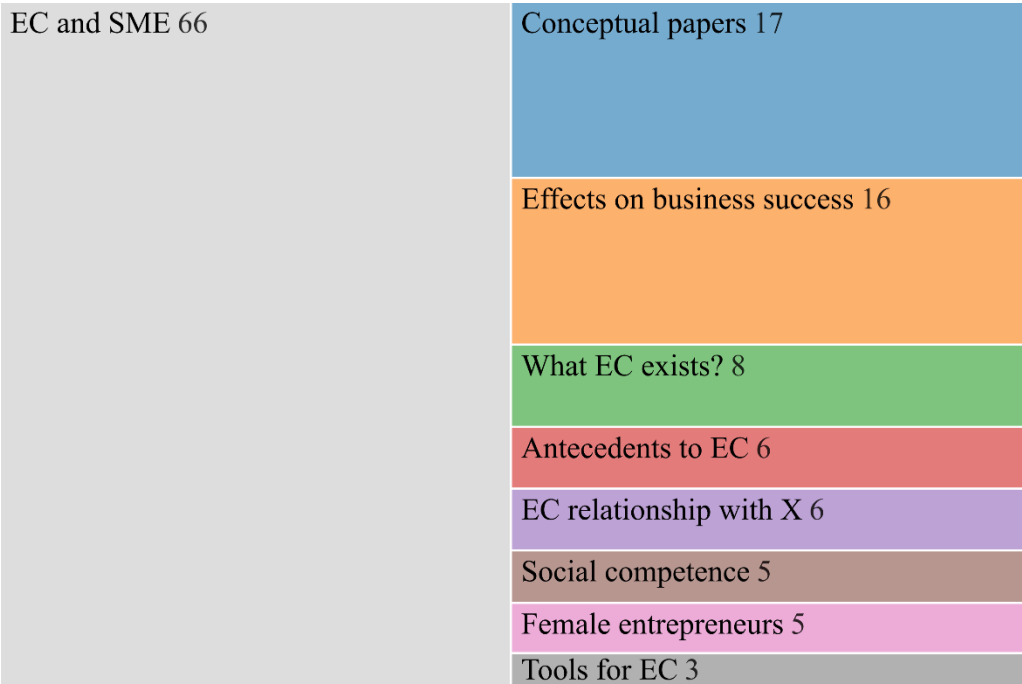 EC and SME 66
Conceptual papers 17
Effects on business success 16
What EC exists? 8
Antecedents to EC 6
EC relationship with X 6
Social competence 5
Female entrepreneurs 5
Tools for EC 3